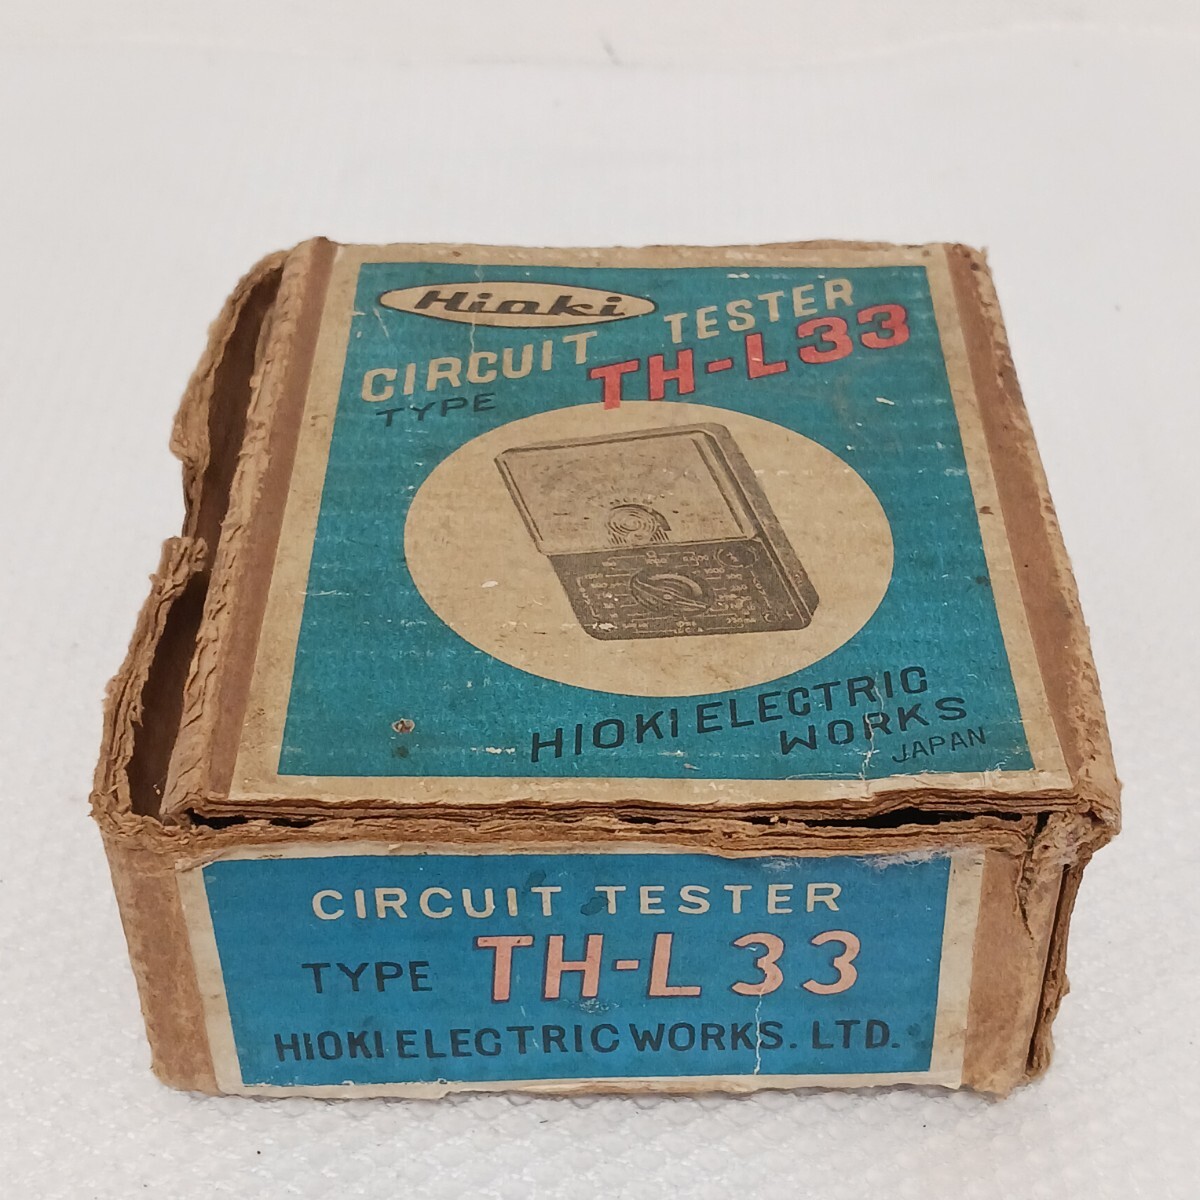 Hioki
CIRCUIT TESTER
TYPE TH-L33
HIOKI ELECTRIC
WORKS
JAPAN
CIRCUIT TESTER
TYPE TH-L33
HIOKI ELECTRIC WORKS. LTD.